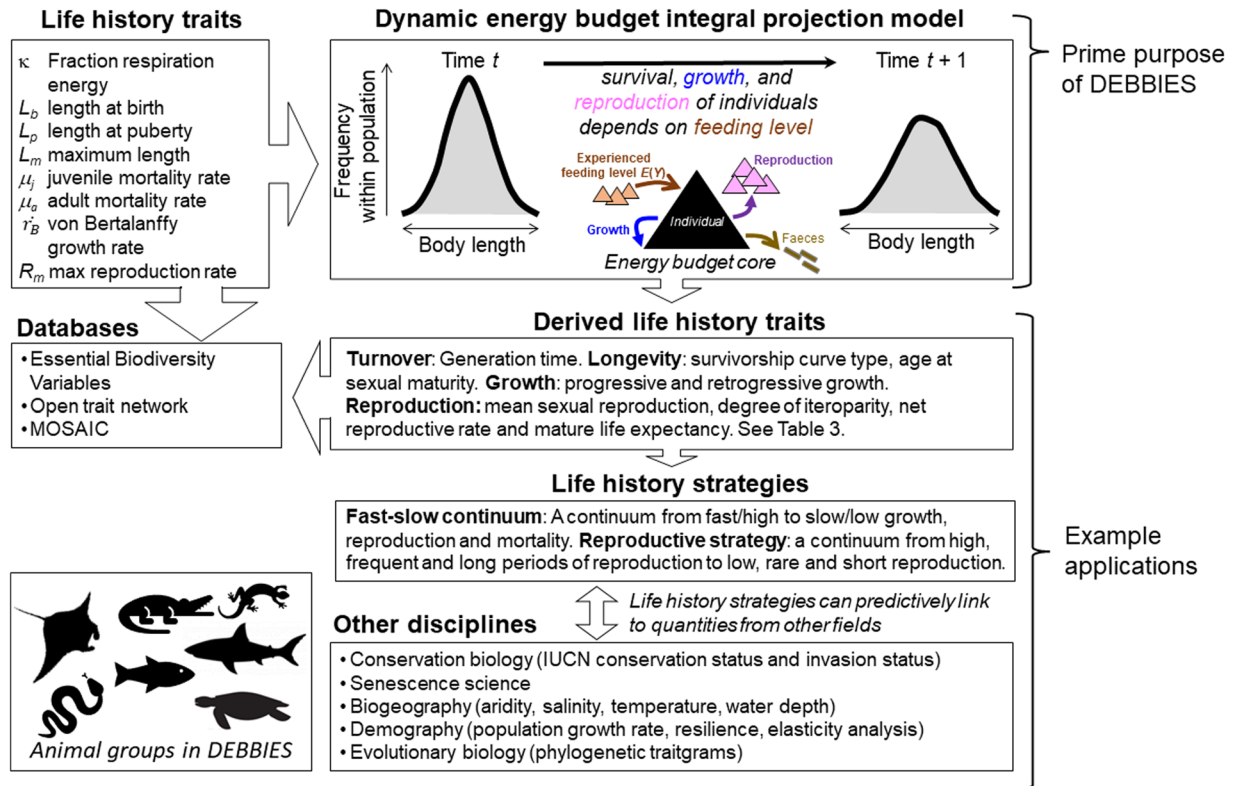 Life history traits
κ Fraction respiration
energy
L_b length at birth
L_p length at puberty
L_m maximum length
μ_j juvenile mortality rate
μ_a adult mortality rate
ṙ_B von Bertalanffy
growth rate
R_m max reproduction rate
Dynamic energy budget integral projection model
Time t
Time t + 1
survival, growth, and
reproduction of individuals
depends on feeding level
Frequency
within population
Body length
Experienced
feeding level E(Y)
Reproduction
Individual
Growth
Faeces
Energy budget core
Body length
Prime purpose
of DEBBIES
Databases
• Essential Biodiversity
Variables
• Open trait network
• MOSAIC
Derived life history traits
Turnover: Generation time. Longevity: survivorship curve type, age at
sexual maturity. Growth: progressive and retrogressive growth.
Reproduction: mean sexual reproduction, degree of iteroparity, net
reproductive rate and mature life expectancy. See Table 3.
Life history strategies
Fast-slow continuum: A continuum from fast/high to slow/low growth,
reproduction and mortality. Reproductive strategy: a continuum from high,
frequent and long periods of reproduction to low, rare and short reproduction.
Life history strategies can predictively link
to quantities from other fields
Example
applications
Other disciplines
• Conservation biology (IUCN conservation status and invasion status)
• Senescence science
• Biogeography (aridity, salinity, temperature, water depth)
• Demography (population growth rate, resilience, elasticity analysis)
• Evolutionary biology (phylogenetic traitgrams)
Animal groups in DEBBIES